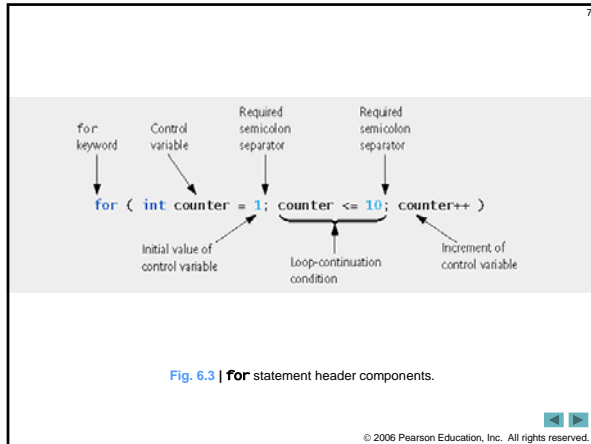 7
Required
semicolon
separator
Required
semicolon
separator
for
keyword
Control
variable
for ( int counter = 1; counter <= 10; counter++ )
Initial value of
control variable
Loop-continuation
condition
Increment of
control variable
Fig. 6.3 | for statement header components.
© 2006 Pearson Education, Inc. All rights reserved.